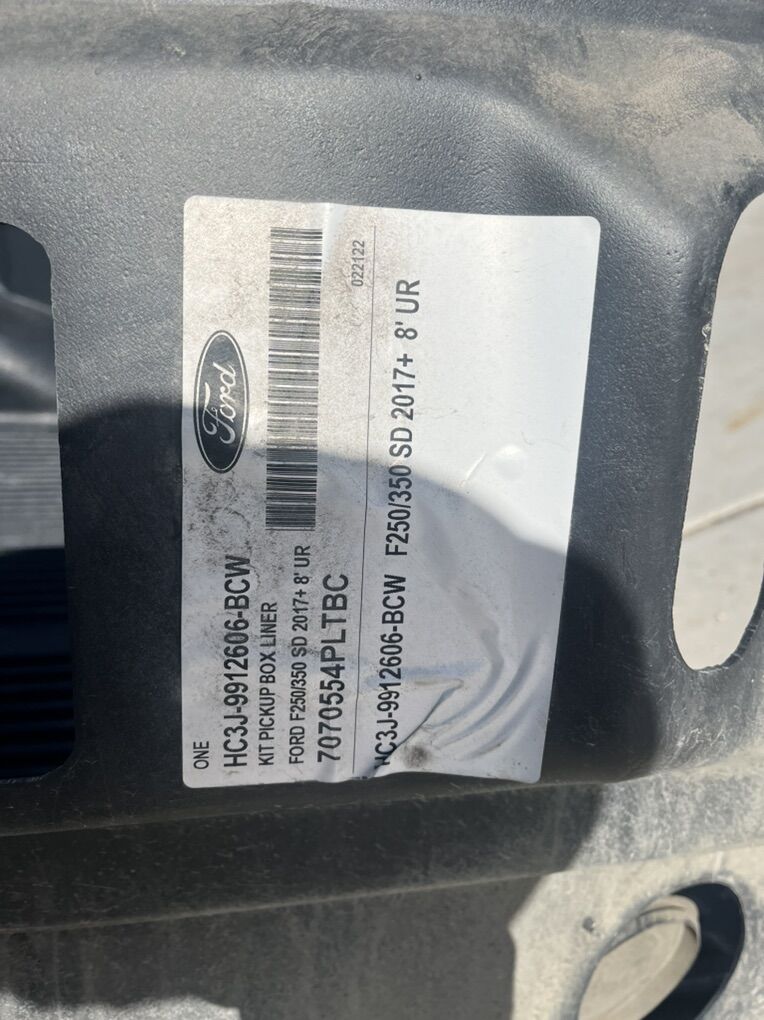 Ford
ONE
HC3J-9912606-BCW
KIT PICKUP BOX LINER
FORD F250/350 SD 2017+ 8' UR
7070554PLTBC
022122
HC3J-9912606-BCW F250/350 SD 2017+ 8' UR